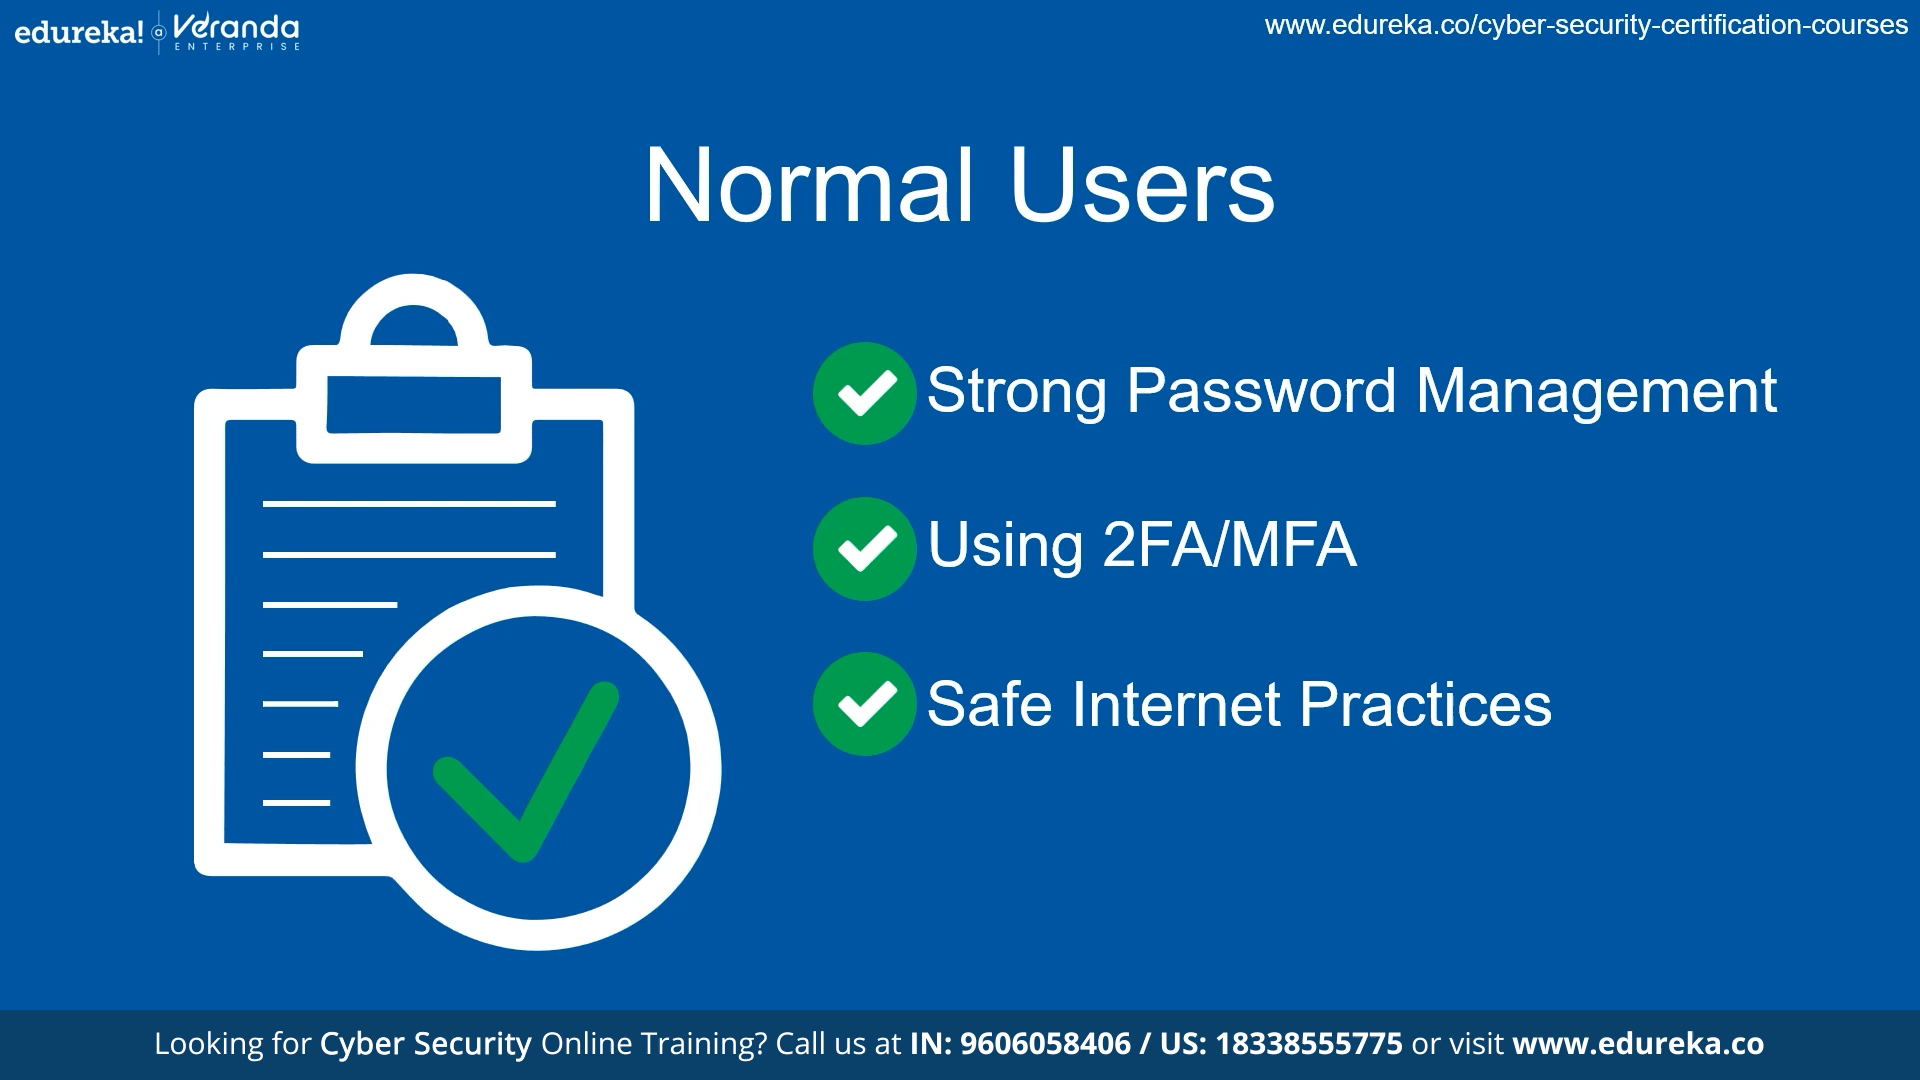 edureka! a Veranda ENTERPRISE
www.edureka.co/cyber-security-certification-courses
Normal Users
Strong Password Management
Using 2FA/MFA
Safe Internet Practices
Looking for Cyber Security Online Training? Call us at IN: 9606058406 / US: 18338555775 or visit www.edureka.co